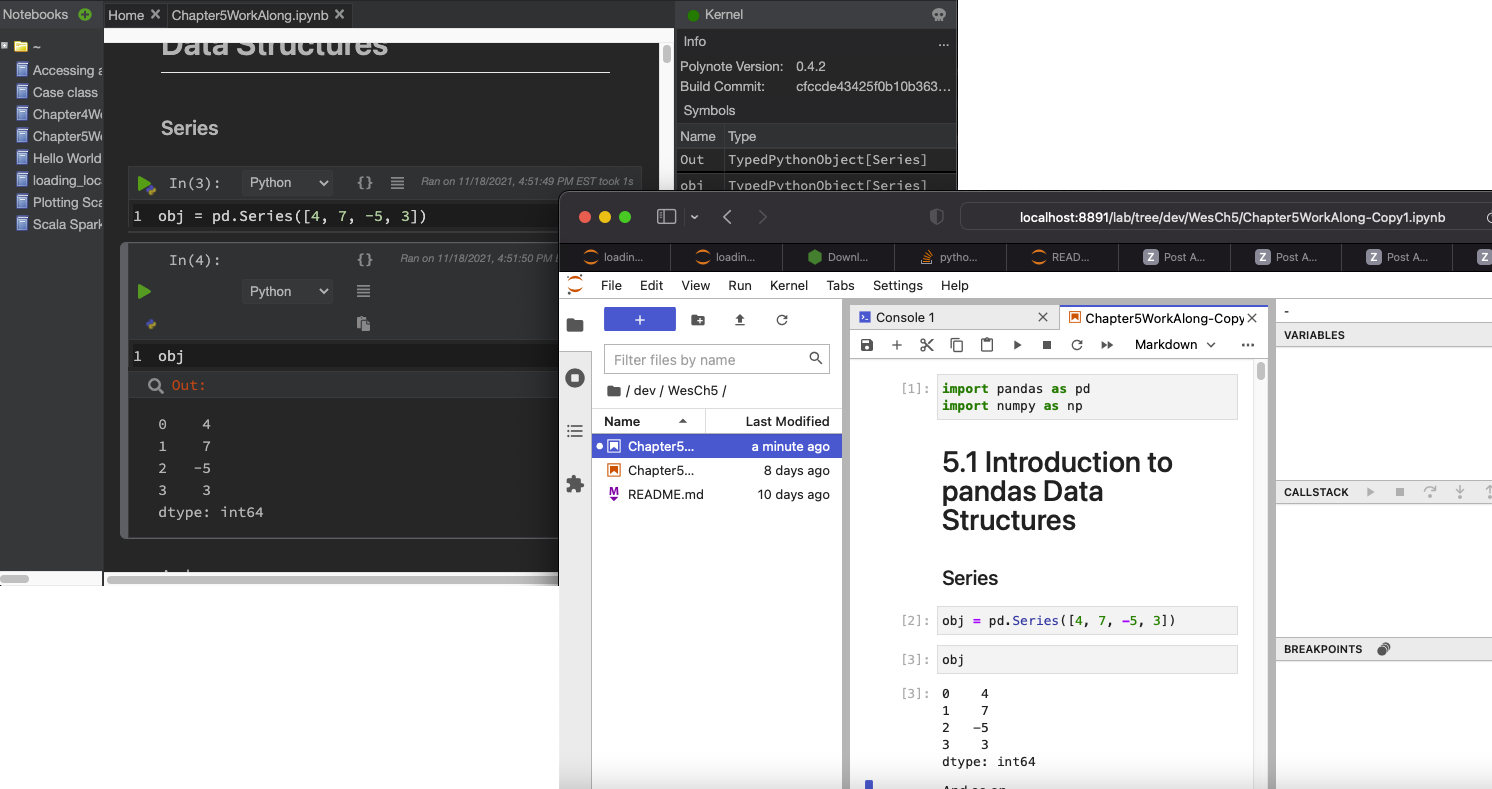 Notebooks
Home
Chapter5WorkAlong.ipynb
~
Accessing a
Case class
Chapter4W
Chapter5W
Hello World
loading_loc
Plotting Sca
Scala Spark
Data Structures
Series
In(3):
Python
{}
Ran on 11/18/2021, 4:51:49 PM EST took 1s
1 obj = pd.Series([4, 7, -5, 3])
In(4):
{}
Ran on 11/18/2021, 4:51:50 PM
Python
1 obj
Out:
0 4
1 7
2 -5
3 3
dtype: int64
Kernel
Info
...
Polynote Version: 0.4.2
Build Commit: cfccde43425f0b10b363...
Symbols
Name Type
Out TypedPythonObject[Series]
obj TypedPythonObject[Series]
localhost:8891/lab/tree/dev/WesCh5/Chapter5WorkAlong-Copy1.ipynb
loadin...
loadin...
Downl...
pytho...
READ...
Z Post A...
Z Post A...
Z Post A...
Z
File Edit View Run Kernel Tabs Settings Help
+
Filter files by name
/ dev / WesCh5 /
Name Last Modified
Chapter5... a minute ago
Chapter5... 8 days ago
M README.md 10 days ago
Console 1
Chapter5WorkAlong-Copy
Markdown
...
[1]: import pandas as pd
import numpy as np
5.1 Introduction to
pandas Data
Structures
Series
[2]: obj = pd.Series([4, 7, -5, 3])
[3]: obj
[3]: 0 4
1 7
2 -5
3 3
dtype: int64
-
VARIABLES
CALLSTACK
BREAKPOINTS